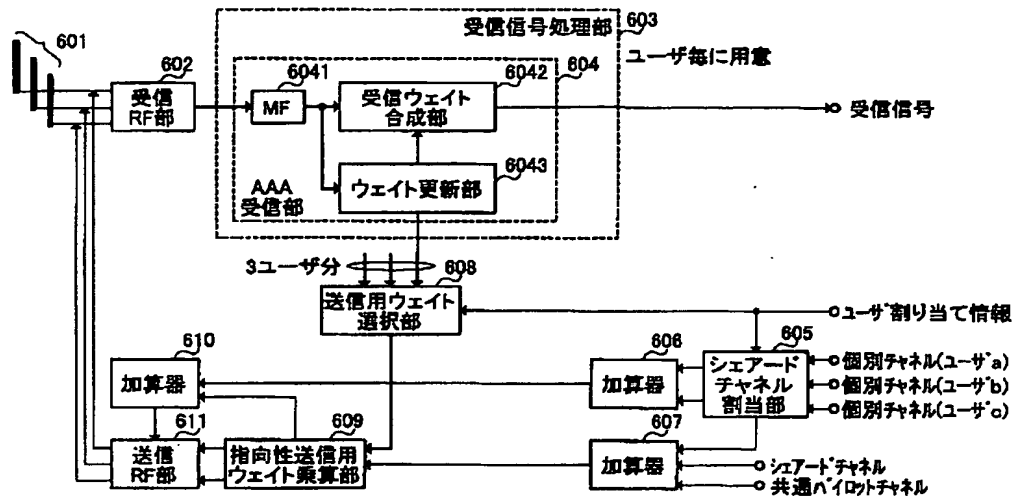 601
602
受信
RF部
受信信号処理部
603
ユーザ毎に用意
604
6041
MF
6042
受信ウェイト
合成部
受信信号
6043
ウェイト更新部
AAA
受信部
3ユーザ分
608
送信用ウェイト
選択部
ユーザ割り当て情報
605
シェアード
チャネル
割当部
個別チャネル(ユーザa)
個別チャネル(ユーザb)
個別チャネル(ユーザc)
606
加算器
610
加算器
607
加算器
シェアードチャネル
共通パイロットチャネル
609
指向性送信用
ウェイト乗算部
611
送信
RF部